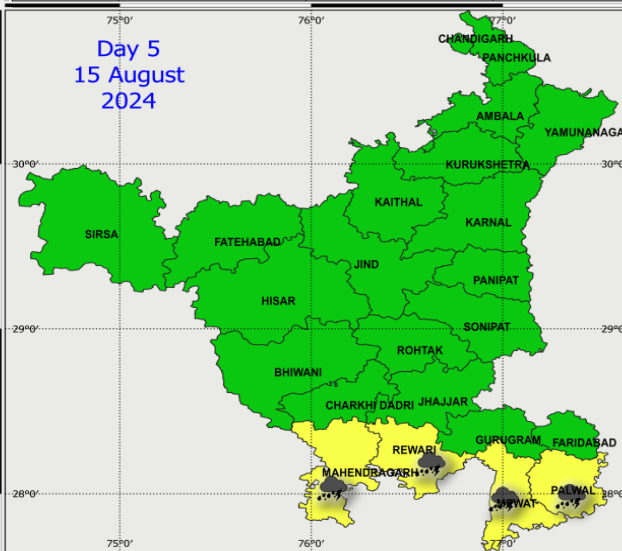 75°0'
76°0'
77°0'
Day 5
15 August
2024
CHANDIGARH
PANCHKULA
AMBALA
YAMUNANAGA
30°0'
30°0'
KURUKSHETRA
KAITHAL
KARNAL
SIRSA
FATEHABAD
JIND
PANIPAT
HISAR
29°0'
SONIPAT
29°0'
ROHTAK
BHIWANI
CHARKHI DADRI
JHAJJAR
GURUGRAM
FARIDABAD
REWARI
MAHENDRAGARH
28°0'
MEWAT
PALWAL
28°0'
75°0'
76°0'
77°0'